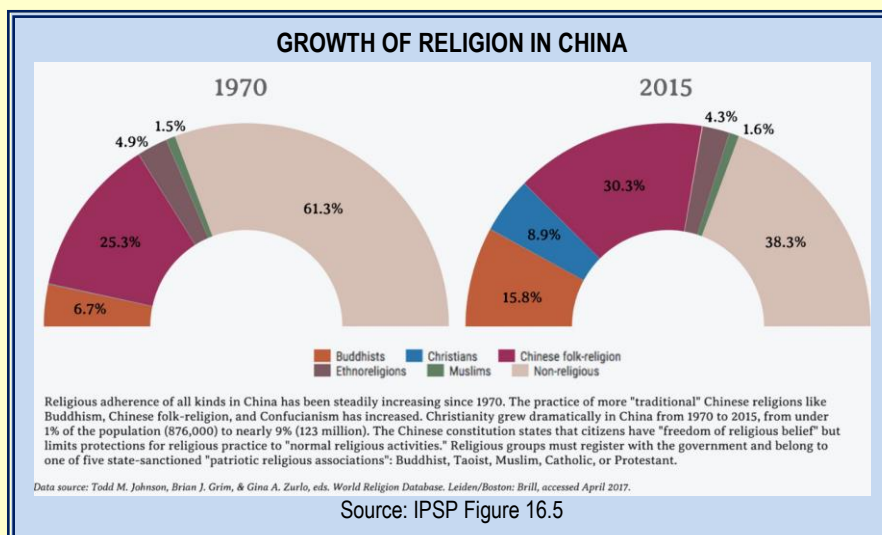 GROWTH OF RELIGION IN CHINA
1970
1.5%
4.9%
61.3%
25.3%
6.7%
2015
4.3%
1.6%
30.3%
8.9%
38.3%
15.8%
Buddhists Christians Chinese folk-religion
Ethnoreligions Muslims Non-religious
Religious adherence of all kinds in China has been steadily increasing since 1970. The practice of more "traditional" Chinese religions like
Buddhism, Chinese folk-religion, and Confucianism has increased. Christianity grew dramatically in China from 1970 to 2015, from under
1% of the population (876,000) to nearly 9% (123 million). The Chinese constitution states that citizens have "freedom of religious belief" but
limits protections for religious practice to "normal religious activities." Religious groups must register with the government and belong to
one of five state-sanctioned "patriotic religious associations": Buddhist, Taoist, Muslim, Catholic, or Protestant.
Data source: Todd M. Johnson, Brian J. Grim, & Gina A. Zurlo, eds. World Religion Database. Leiden/Boston: Brill, accessed April 2017.
Source: IPSP Figure 16.5